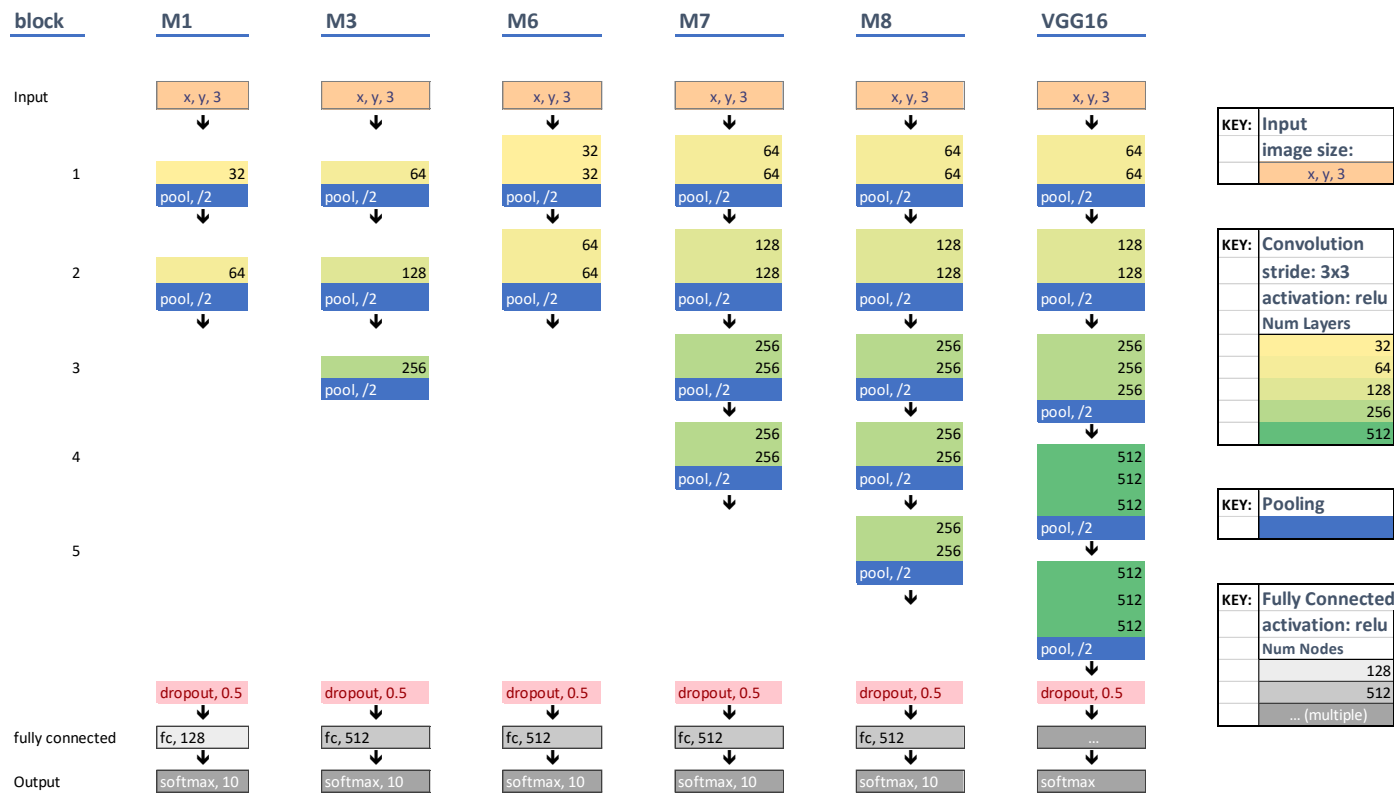 block M1 M3 M6 M7 M8 VGG16
Input x, y, 3 x, y, 3 x, y, 3 x, y, 3 x, y, 3 x, y, 3
32 64 64 64
1 32 64 32 64 64 64
pool, /2 pool, /2 pool, /2 pool, /2 pool, /2 pool, /2
64 128 128 128
2 64 128 64 128 128 128
pool, /2 pool, /2 pool, /2 pool, /2 pool, /2 pool, /2
256 256 256
3 256 256 256 256
pool, /2 pool, /2 pool, /2 256
pool, /2
256 256
4 256 256 512
pool, /2 pool, /2 512
512
256 pool, /2
5 256
pool, /2 512
512
512
pool, /2
dropout, 0.5 dropout, 0.5 dropout, 0.5 dropout, 0.5 dropout, 0.5 dropout, 0.5
fully connected fc, 128 fc, 512 fc, 512 fc, 512 fc, 512 ...
Output softmax, 10 softmax, 10 softmax, 10 softmax, 10 softmax, 10 softmax
KEY: Input
image size:
x, y, 3
KEY: Convolution
stride: 3x3
activation: relu
Num Layers
32
64
128
256
512
KEY: Pooling
KEY: Fully Connected
activation: relu
Num Nodes
128
512
... (multiple)